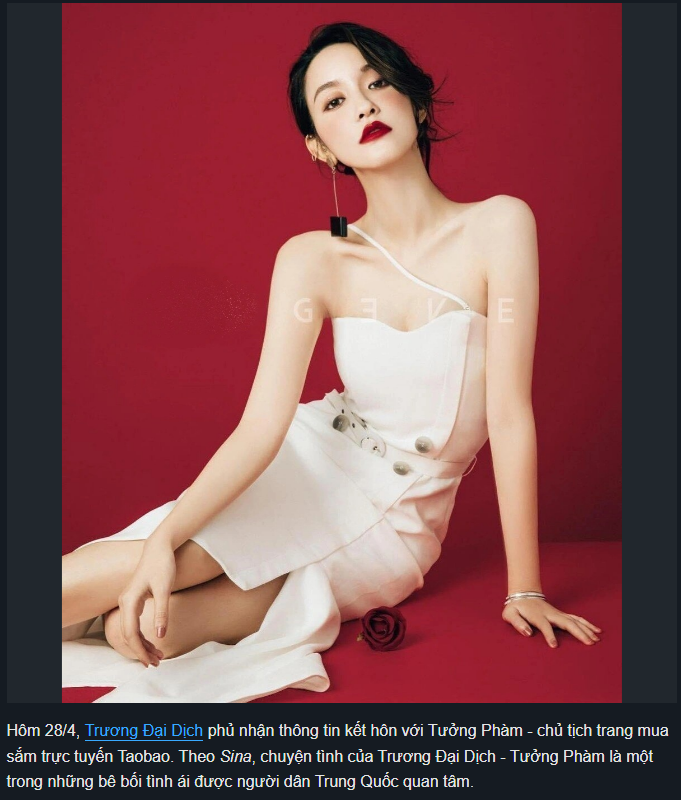 GƎVE
Hôm 28/4, Trương Đại Dịch phủ nhận thông tin kết hôn với Tưởng Phàm - chủ tịch trang mua
sắm trực tuyến Taobao. Theo Sina, chuyện tình của Trương Đại Dịch - Tưởng Phàm là một
trong những bê bối tình ái được người dân Trung Quốc quan tâm.